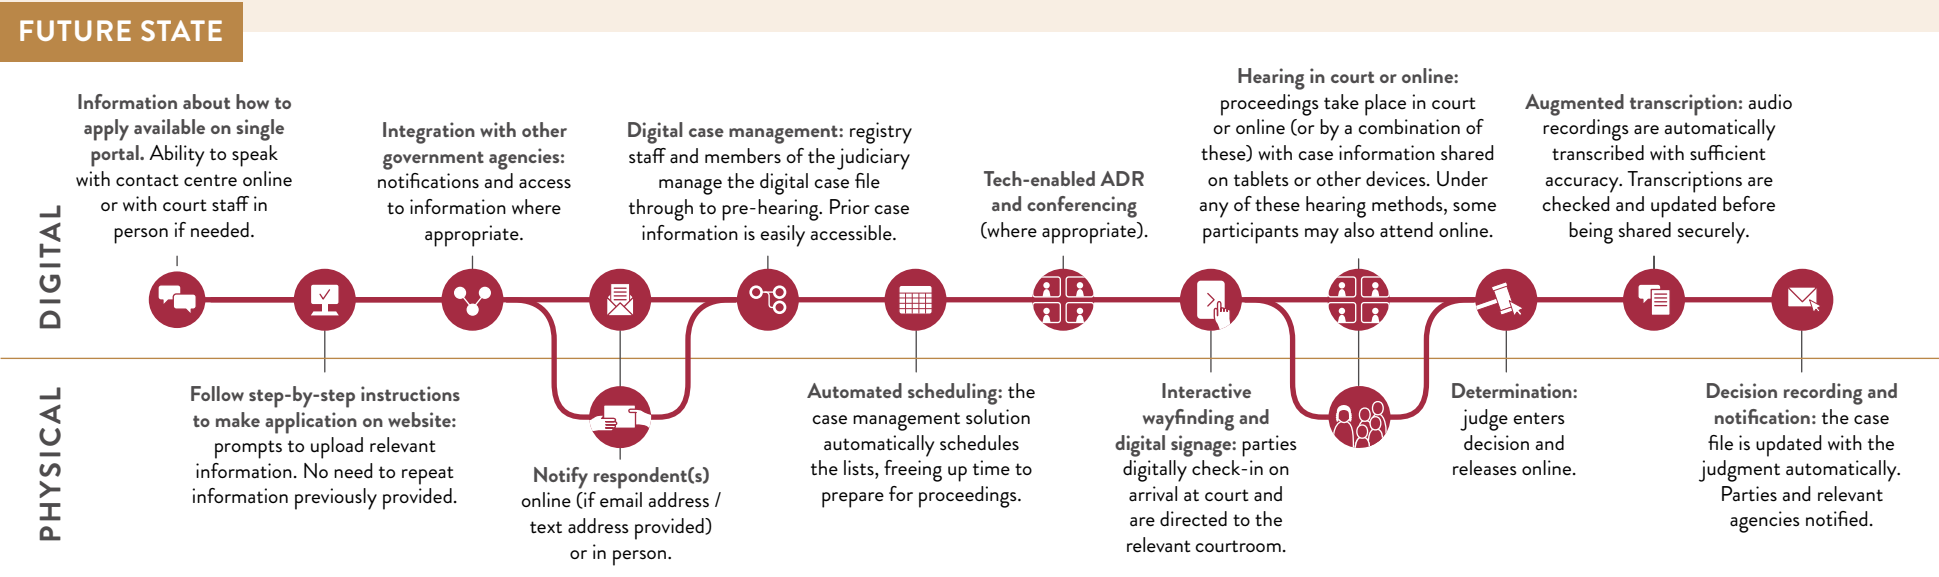 FUTURE STATE
DIGITAL
Information about how to
apply available on single
portal. Ability to speak
with contact centre online
or with court staff in
person if needed.
Integration with other
government agencies:
notifications and access
to information where
appropriate.
Digital case management: registry
staff and members of the judiciary
manage the digital case file
through to pre-hearing. Prior case
information is easily accessible.
Tech-enabled ADR
and conferencing
(where appropriate).
Hearing in court or online:
proceedings take place in court
or online (or by a combination of
these) with case information shared
on tablets or other devices. Under
any of these hearing methods, some
participants may also attend online.
Augmented transcription: audio
recordings are automatically
transcribed with sufficient
accuracy. Transcriptions are
checked and updated before
being shared securely.
PHYSICAL
Follow step-by-step instructions
to make application on website:
prompts to upload relevant
information. No need to repeat
information previously provided.
Notify respondent(s)
online (if email address /
text address provided)
or in person.
Automated scheduling: the
case management solution
automatically schedules
the lists, freeing up time to
prepare for proceedings.
Interactive
wayfinding and
digital signage: parties
digitally check-in on
arrival at court and
are directed to the
relevant courtroom.
Determination:
judge enters
decision and
releases online.
Decision recording and
notification: the case
file is updated with the
judgment automatically.
Parties and relevant
agencies notified.